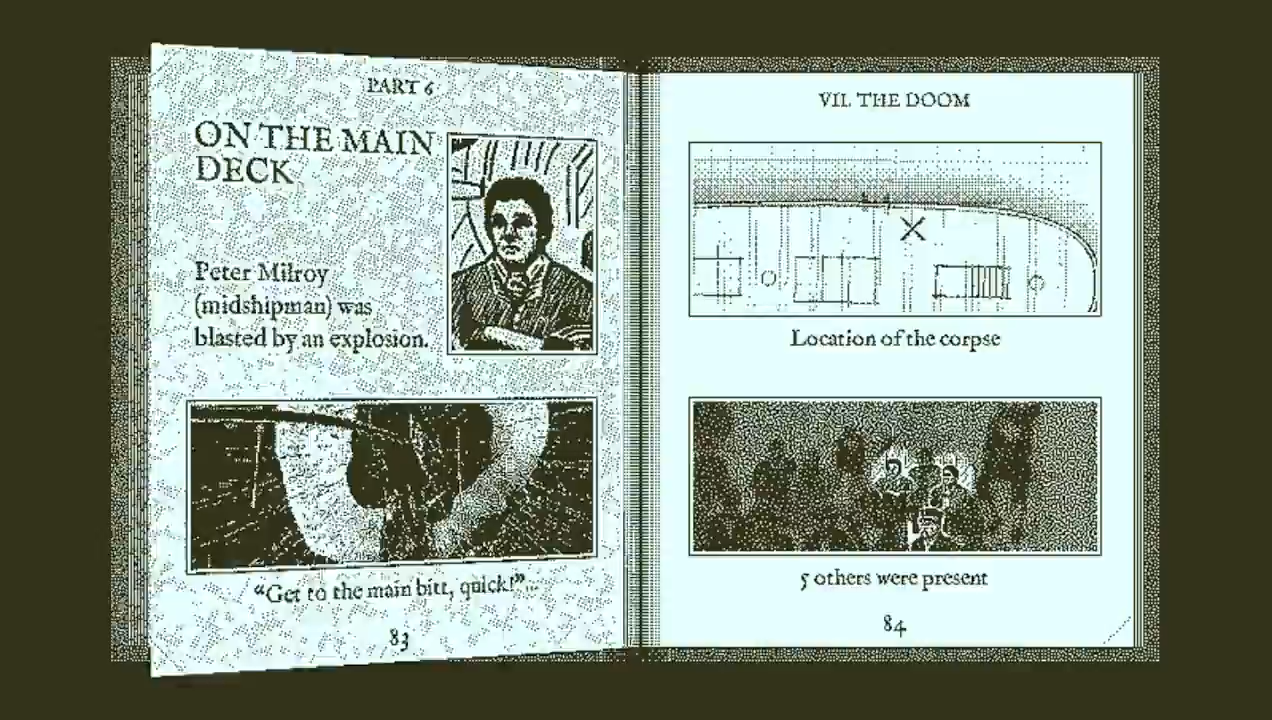 PART 6
ON THE MAIN
DECK
Peter Milroy
(midshipman) was
blasted by an explosion.
“Get to the main bitt, quick!”...
83
VII. THE DOOM
Location of the corpse
5 others were present
84